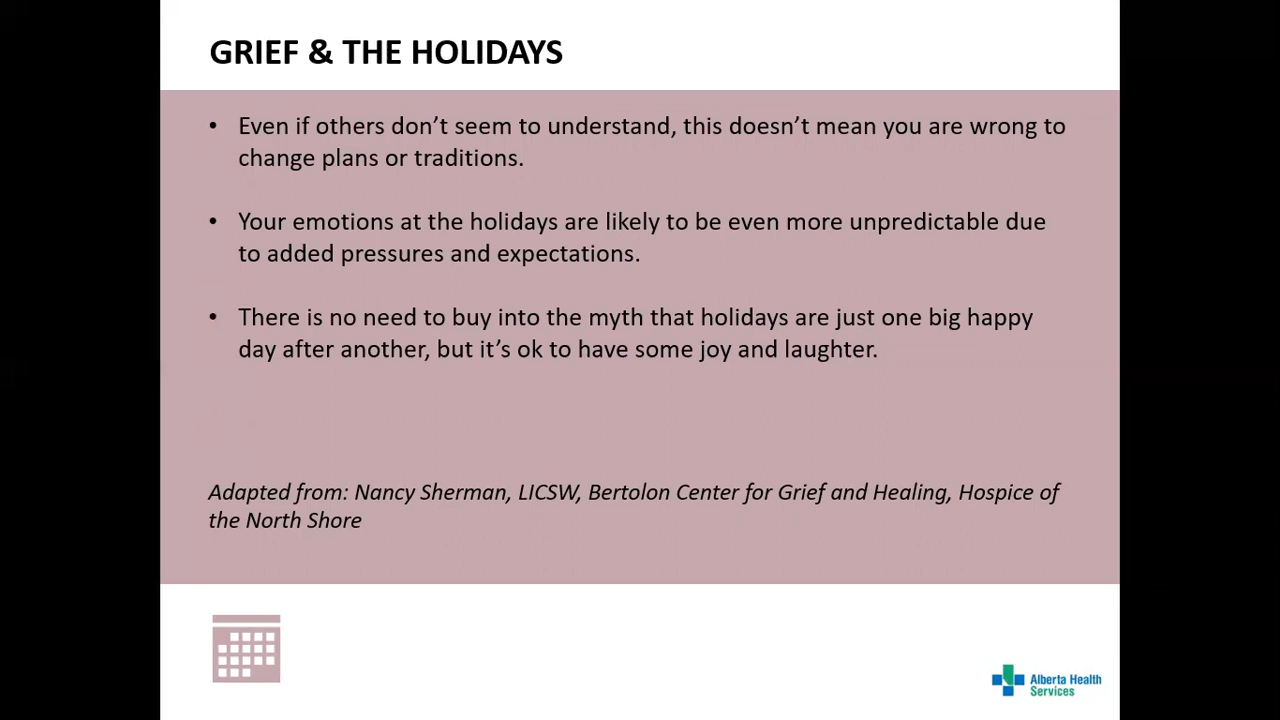 GRIEF & THE HOLIDAYS
• Even if others don’t seem to understand, this doesn’t mean you are wrong to
change plans or traditions.
• Your emotions at the holidays are likely to be even more unpredictable due
to added pressures and expectations.
• There is no need to buy into the myth that holidays are just one big happy
day after another, but it’s ok to have some joy and laughter.
Adapted from: Nancy Sherman, LICSW, Bertolon Center for Grief and Healing, Hospice of
the North Shore
Alberta Health
Services